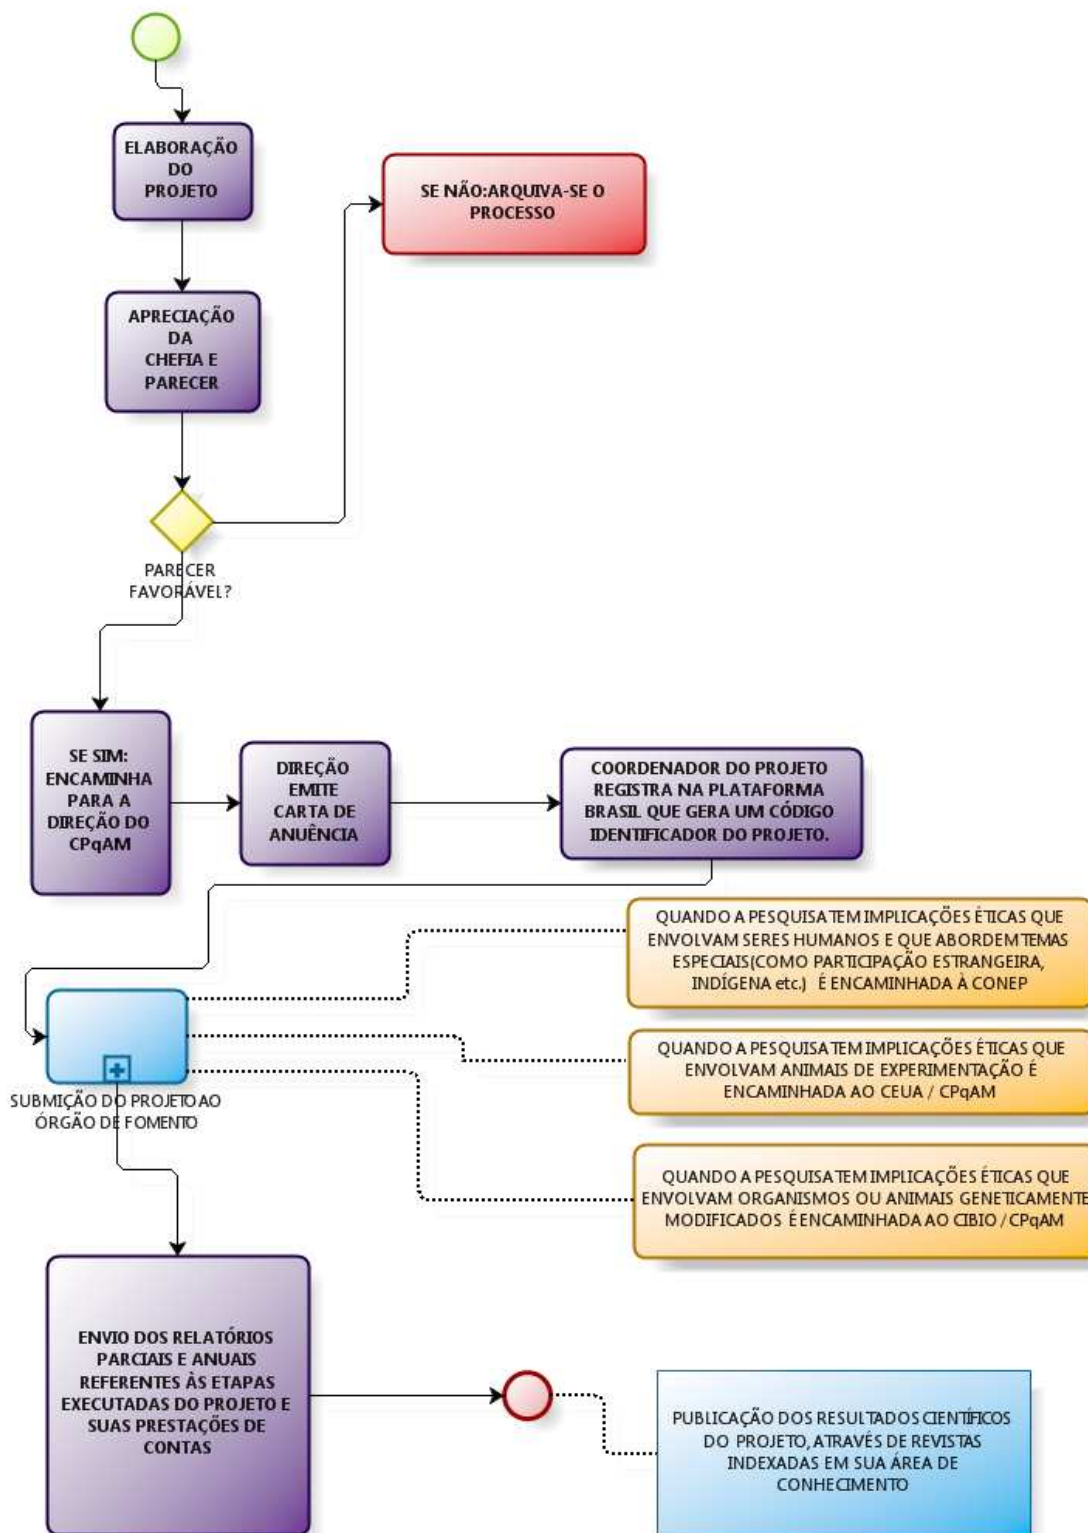 ELABORAÇÃO
DO
PROJETO
SE NÃO:ARQUIVA-SE O
PROCESSO
APRECIAÇÃO
DA
CHEFIA E
PARECER
PARECER
FAVORÁVEL?
SE SIM:
ENCAMINHA
PARA A
DIREÇÃO DO
CPqAM
DIREÇÃO
EMITE
CARTA DE
ANUÊNCIA
COORDENADOR DO PROJETO
REGISTRA NA PLATAFORMA
BRASIL QUE GERA UM CÓDIGO
IDENTIFICADOR DO PROJETO.
QUANDO A PESQUISA TEM IMPLICAÇÕES ÉTICAS QUE
ENVOLVAM SERES HUMANOS E QUE ABORDEM TEMAS
ESPECIAIS(COMO PARTICIPAÇÃO ESTRANGEIRA,
INDÍGENA etc.) É ENCAMINHADA À CONEP
SUBMIÇÃO DO PROJETO AO
ÓRGÃO DE FOMENTO
QUANDO A PESQUISA TEM IMPLICAÇÕES ÉTICAS QUE
ENVOLVAM ANIMAIS DE EXPERIMENTAÇÃO É
ENCAMINHADA AO CEUA / CPqAM
QUANDO A PESQUISA TEM IMPLICAÇÕES ÉTICAS QUE
ENVOLVAM ORGANISMOS OU ANIMAIS GENETICAMENTE
MODIFICADOS É ENCAMINHADA AO CIBIO / CPqAM
ENVIO DOS RELATÓRIOS
PARCIAIS E ANUAIS
REFERENTES ÀS ETAPAS
EXECUTADAS DO PROJETO E
SUAS PRESTAÇÕES DE
CONTAS
PUBLICAÇÃO DOS RESULTADOS CIENTÍFICOS
DO PROJETO, ATRAVÉS DE REVISTAS
INDEXADAS EM SUA ÁREA DE
CONHECIMENTO